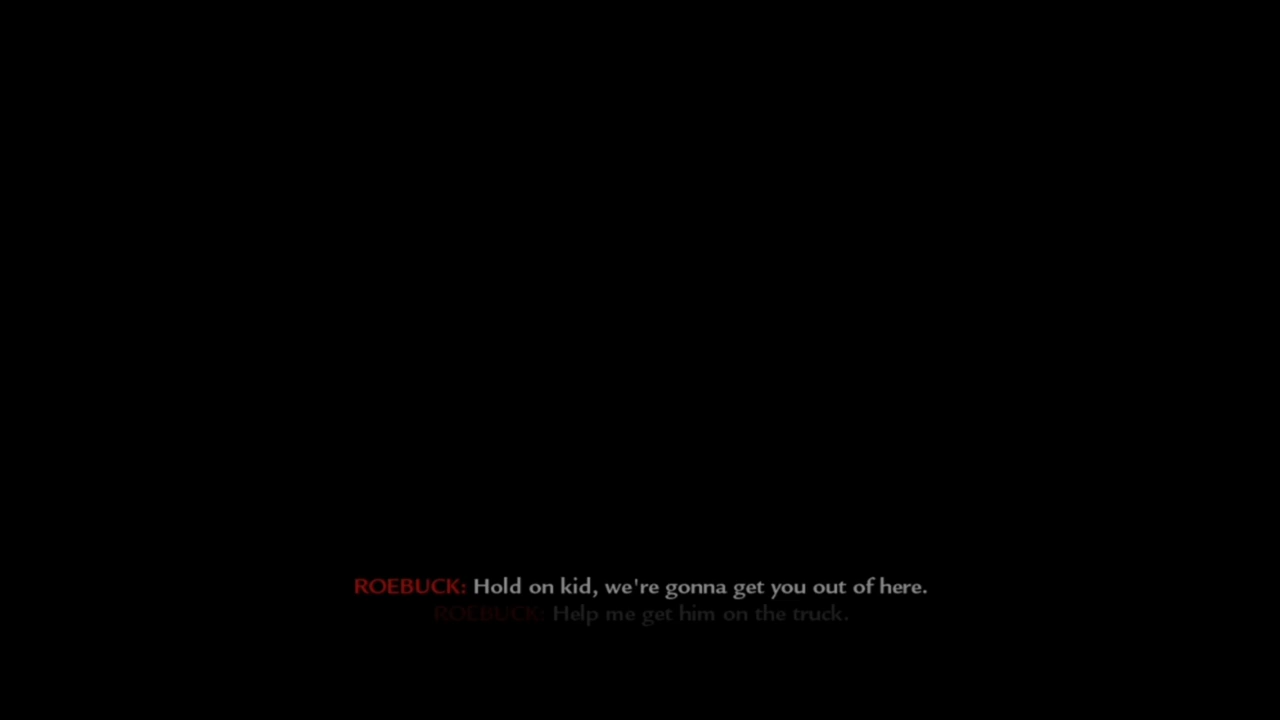 ROEBUCK: Hold on kid, we're gonna get you out of here.
ROEBUCK: Help me get him on the truck.